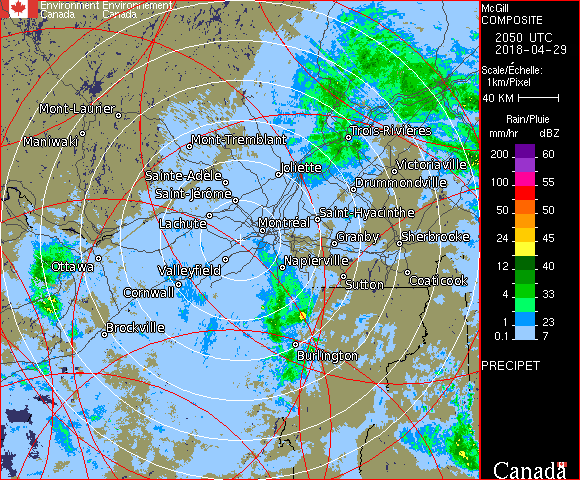 Environment Environnement
Canada Canada
McGill
COMPOSITE
2050 UTC
2018-04-29
Scale/Échelle:
1km/Pixel
40 KM
Rain/Pluie
mm/hr dBZ
200 60
100 55
50 50
24 45
12 40
4 33
1 23
0.1 7
PRECIPET
Canada
Mont-Laurier
Maniwaki
Mont-Tremblant
Trois-Rivières
Sainte-Adèle
Joliette
Victoriaville
Saint-Jérôme
Drummondville
Lachute
Montréal
Saint-Hyacinthe
Granby
Sherbrooke
Ottawa
Valleyfield
Napierville
Cornwall
Sutton
Coaticook
Brockville
Burlington